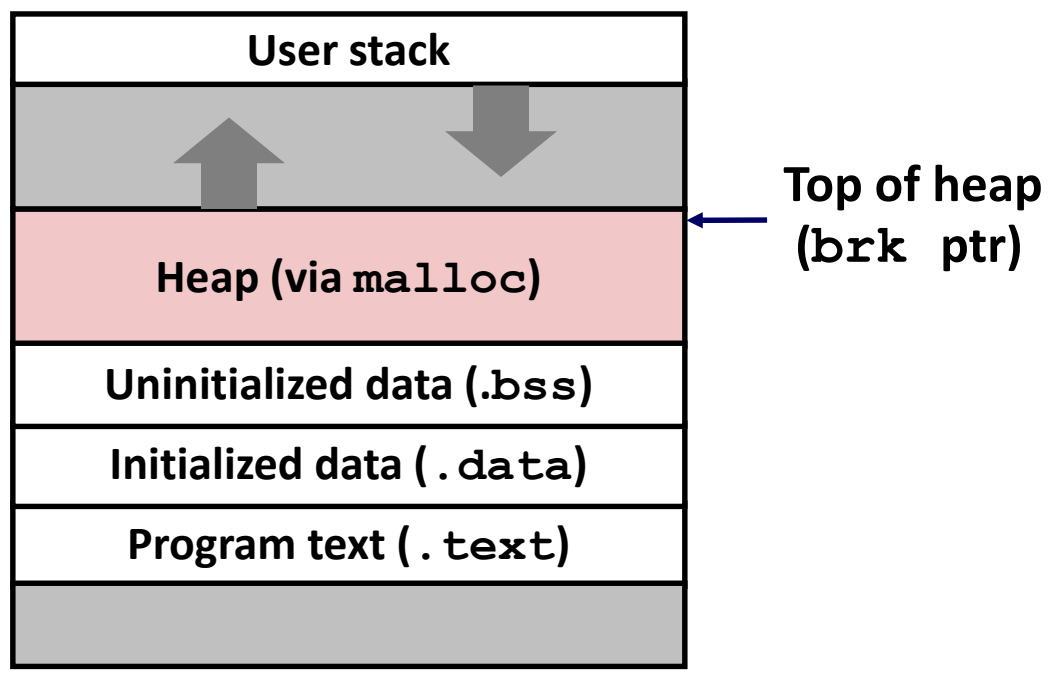 User stack
Top of heap
(brk ptr)
Heap (via malloc)
Uninitialized data (.bss)
Initialized data (.data)
Program text (.text)